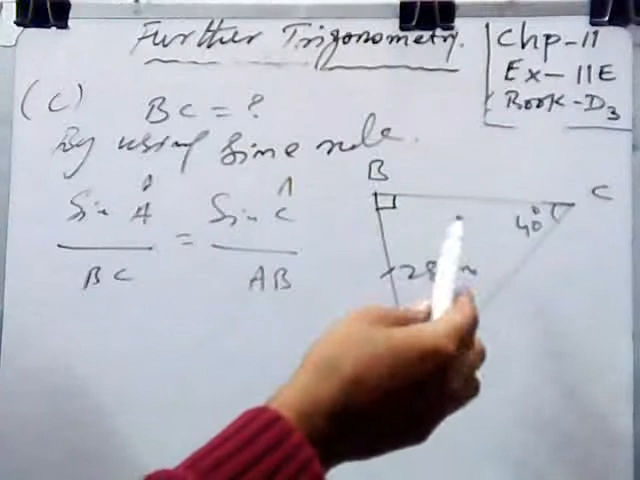 Further Trigonometry.
Chp-11
Ex-11E
Book-D3
(C) BC = ?
By using Sine rule.
Sin Â / BC = Sin Ĉ / AB
B
C
40°
28